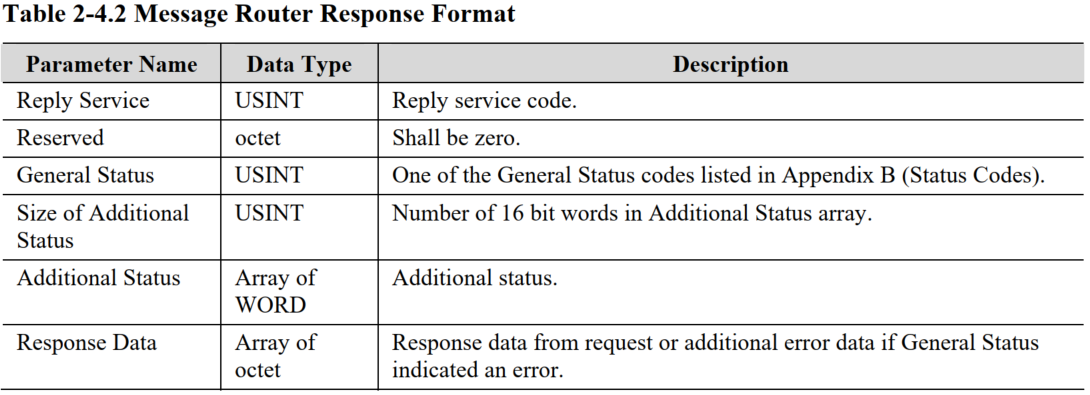 Table 2-4.2 Message Router Response Format
Parameter Name Data Type Description
Reply Service USINT Reply service code.
Reserved octet Shall be zero.
General Status USINT One of the General Status codes listed in Appendix B (Status Codes).
Size of Additional USINT Number of 16 bit words in Additional Status array.
Status
Additional Status Array of Additional status.
WORD
Response Data Array of Response data from request or additional error data if General Status
octet indicated an error.